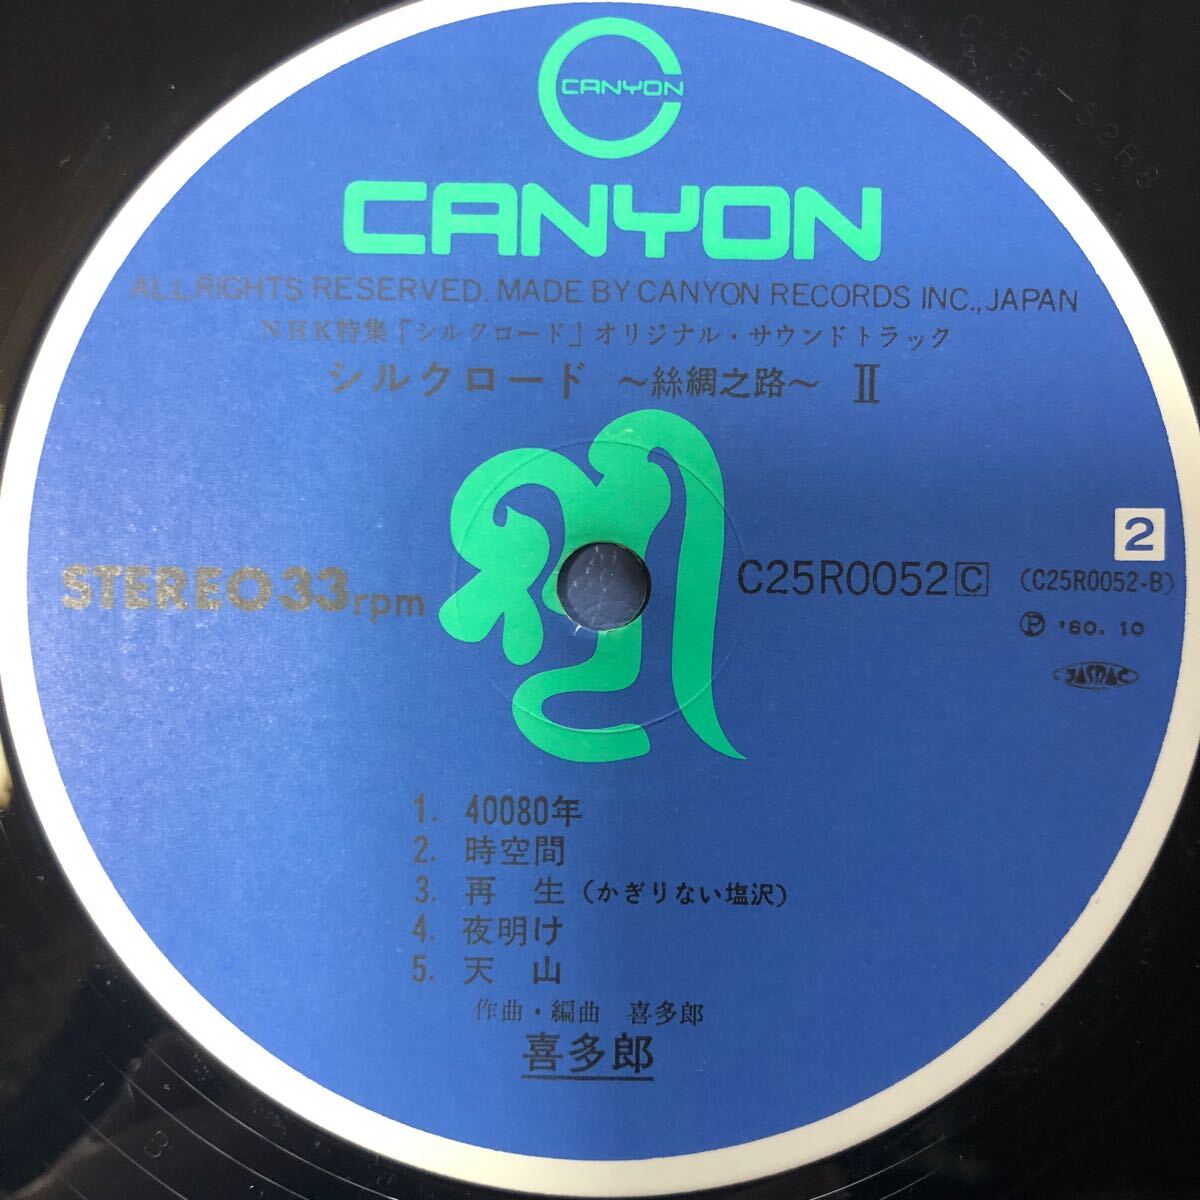 CANYON
CANYON
ALL RIGHTS RESERVED. MADE BY CANYON RECORDS INC., JAPAN
NHK特集「シルクロード」オリジナル・サウンドトラック
シルクロード ～絲綢之路～ II
2
STEREO 33rpm
C25R0052 C (C25R0052-B)
Ⓟ '80. 10
JASRAC
1. 40080年
2. 時空間
3. 再 生 (かぎりない塩沢)
4. 夜明け
5. 天 山
作曲・編曲 喜多郎
喜多郎
B